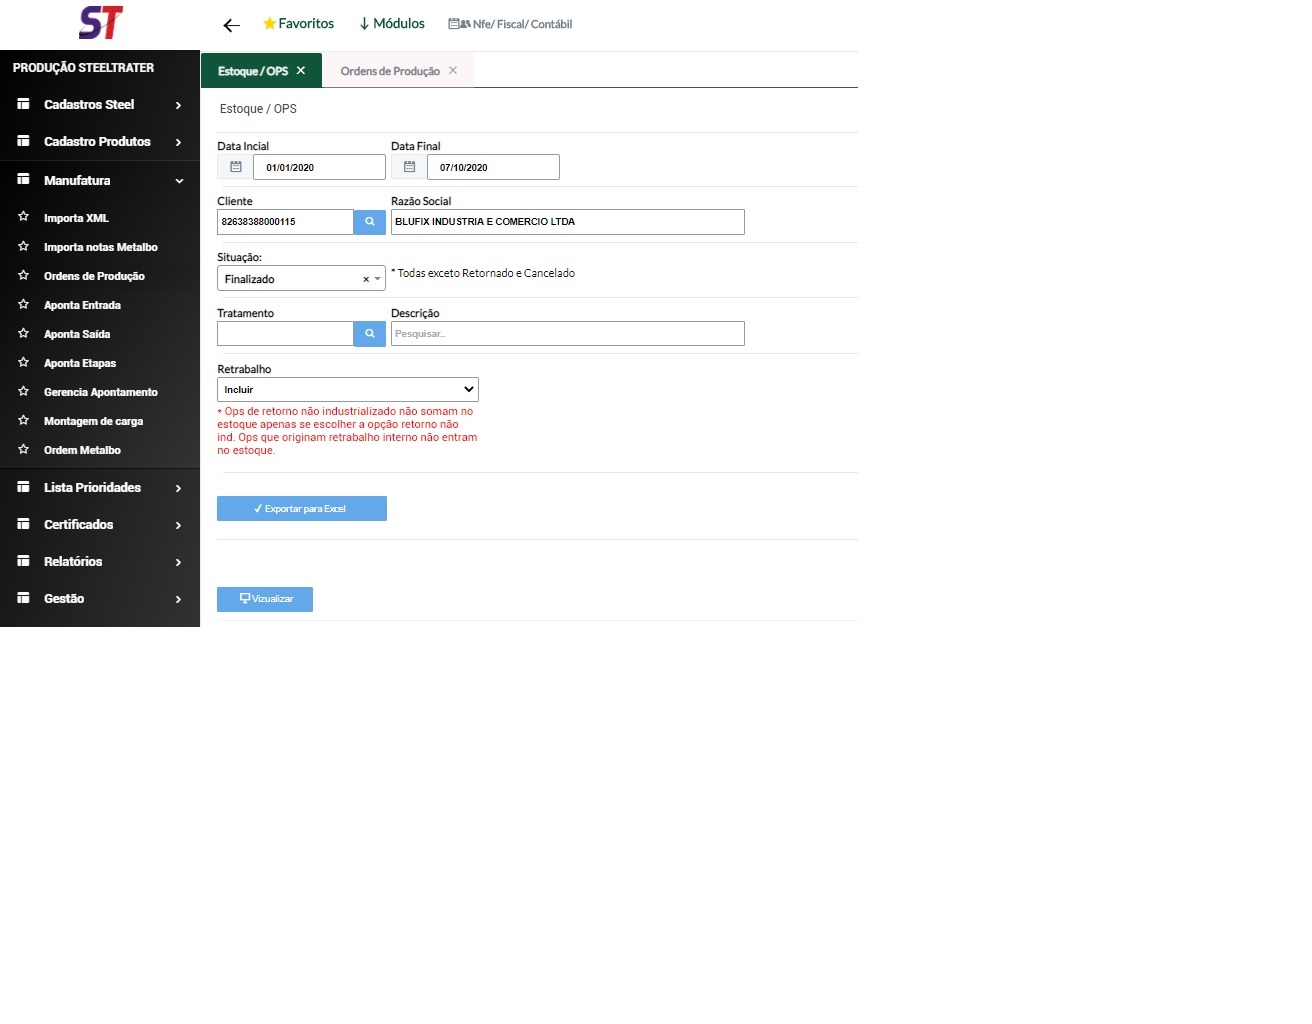 ST
Favoritos
Módulos
Nfe/ Fiscal/ Contábil
PRODUÇÃO STEELTRATER
Cadastros Steel
Cadastro Produtos
Manufatura
Importa XML
Importa notas Metalbo
Ordens de Produção
Aponta Entrada
Aponta Saída
Aponta Etapas
Gerencia Apontamento
Montagem de carga
Ordem Metalbo
Lista Prioridades
Certificados
Relatórios
Gestão
Estoque / OPS
Ordens de Produção
Estoque / OPS
Data Incial
Data Final
01/01/2020
07/10/2020
Cliente
Razão Social
82638388000115
BLUFIX INDUSTRIA E COMERCIO LTDA
Situação:
Finalizado
* Todas exceto Retornado e Cancelado
Tratamento
Descrição
Pesquisar..
Retrabalho
Incluir
* Ops de retorno não industrializado não somam no
estoque apenas se escolher a opção retorno não
ind. Ops que originam retrabalho interno não entram
no estoque.
Exportar para Excel
Vizualizar